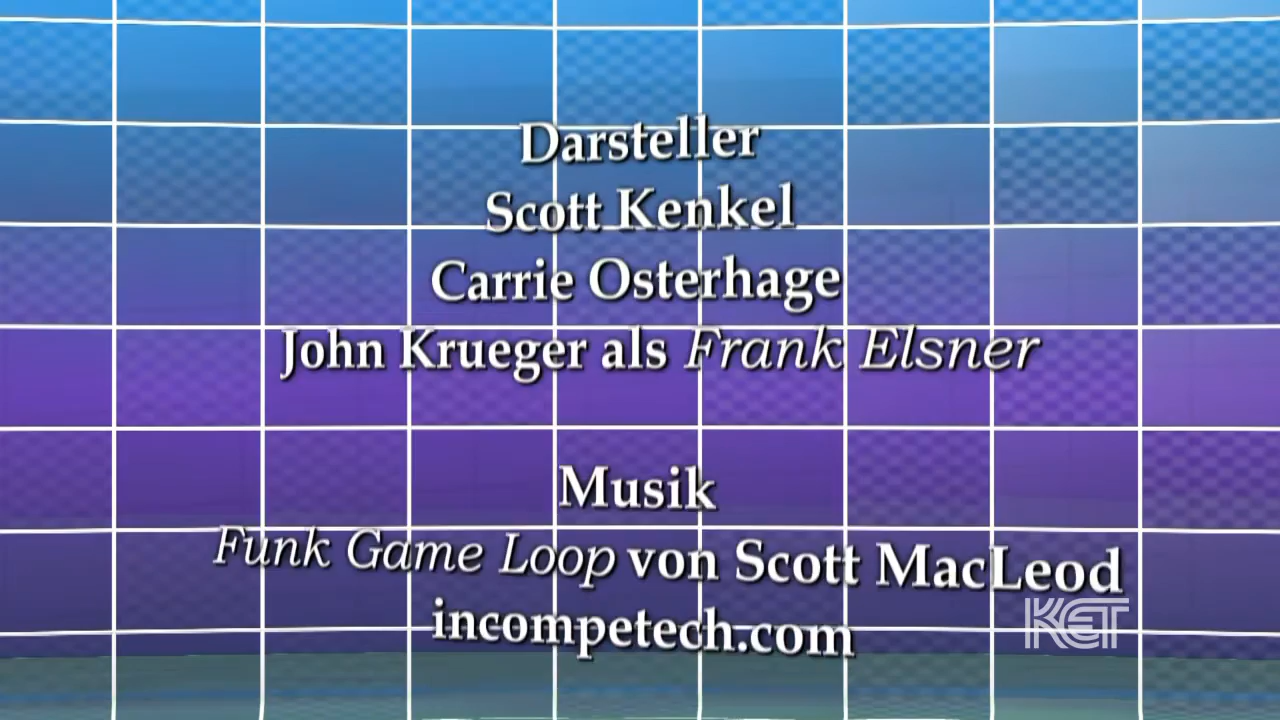 Darsteller
Scott Kenkel
Carrie Osterhage
John Krueger als Frank Elsner
Musik
Funk Game Loop von Scott MacLeod
incompetech.com
KET